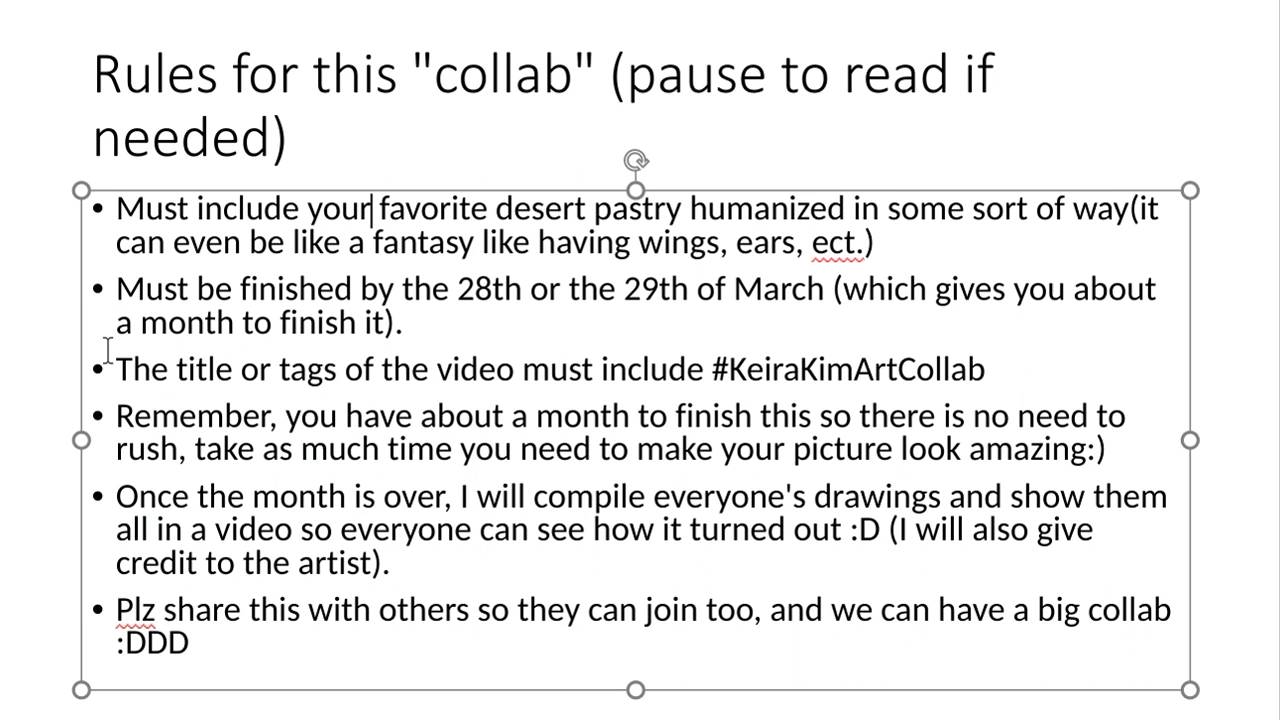 Rules for this "collab" (pause to read if
needed)
• Must include your favorite desert pastry humanized in some sort of way(it
can even be like a fantasy like having wings, ears, ect.)
• Must be finished by the 28th or the 29th of March (which gives you about
a month to finish it).
• The title or tags of the video must include #KeiraKimArtCollab
• Remember, you have about a month to finish this so there is no need to
rush, take as much time you need to make your picture look amazing:)
• Once the month is over, I will compile everyone's drawings and show them
all in a video so everyone can see how it turned out :D (I will also give
credit to the artist).
• Plz share this with others so they can join too, and we can have a big collab
:DDD